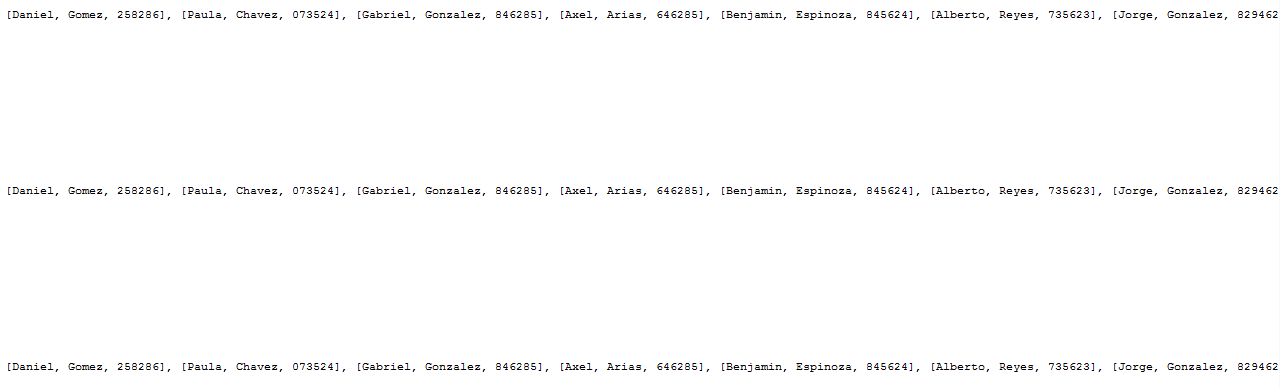 [Daniel, Gomez, 258286], [Paula, Chavez, 073524], [Gabriel, Gonzalez, 846285], [Axel, Arias, 646285], [Benjamin, Espinoza, 845624], [Alberto, Reyes, 735623], [Jorge, Gonzalez, 829462
[Daniel, Gomez, 258286], [Paula, Chavez, 073524], [Gabriel, Gonzalez, 846285], [Axel, Arias, 646285], [Benjamin, Espinoza, 845624], [Alberto, Reyes, 735623], [Jorge, Gonzalez, 829462
[Daniel, Gomez, 258286], [Paula, Chavez, 073524], [Gabriel, Gonzalez, 846285], [Axel, Arias, 646285], [Benjamin, Espinoza, 845624], [Alberto, Reyes, 735623], [Jorge, Gonzalez, 829462